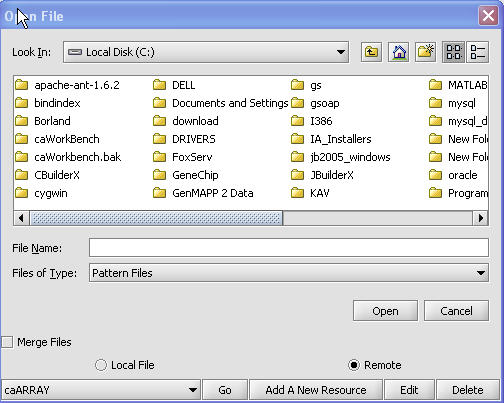 Open File
Look In: Local Disk (C:)
apache-ant-1.6.2 DELL gs MATLAB
bindindex Documents and Settings gsoap mysql
Borland download I386 mysql_d
caWorkBench DRIVERS IA_Installers New Fol
caWorkbench.bak FoxServ jb2005_windows New Fol
CBuilderX GeneChip JBuilderX oracle
cygwin GenMAPP 2 Data KAV Program
File Name:
Files of Type: Pattern Files
Open Cancel
Merge Files
Local File Remote
caARRAY Go Add A New Resource Edit Delete